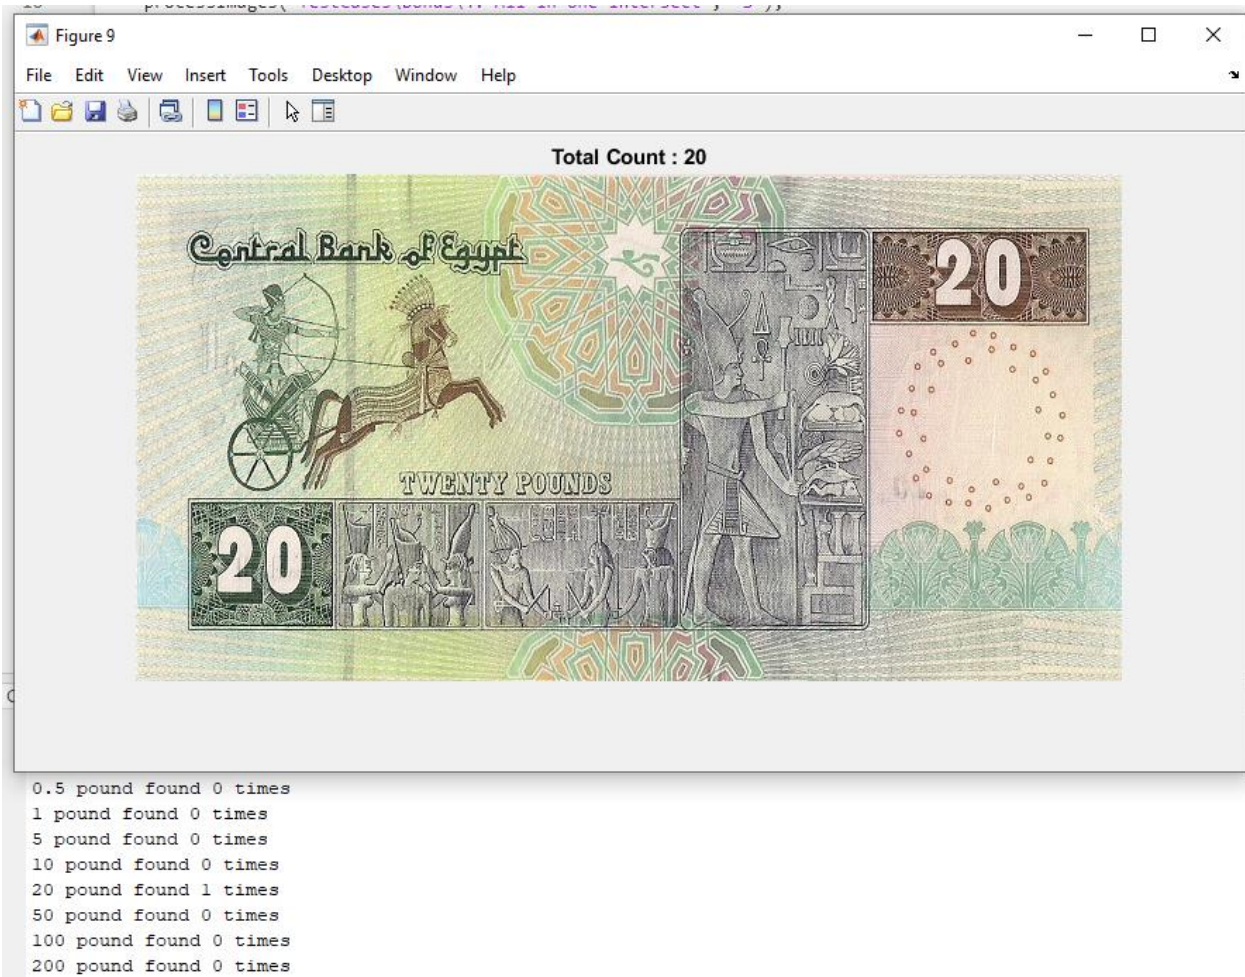 Figure 9
File Edit View Insert Tools Desktop Window Help
Total Count : 20
Central Bank of Egypt
20
TWENTY POUNDS
20
0.5 pound found 0 times
1 pound found 0 times
5 pound found 0 times
10 pound found 0 times
20 pound found 1 times
50 pound found 0 times
100 pound found 0 times
200 pound found 0 times